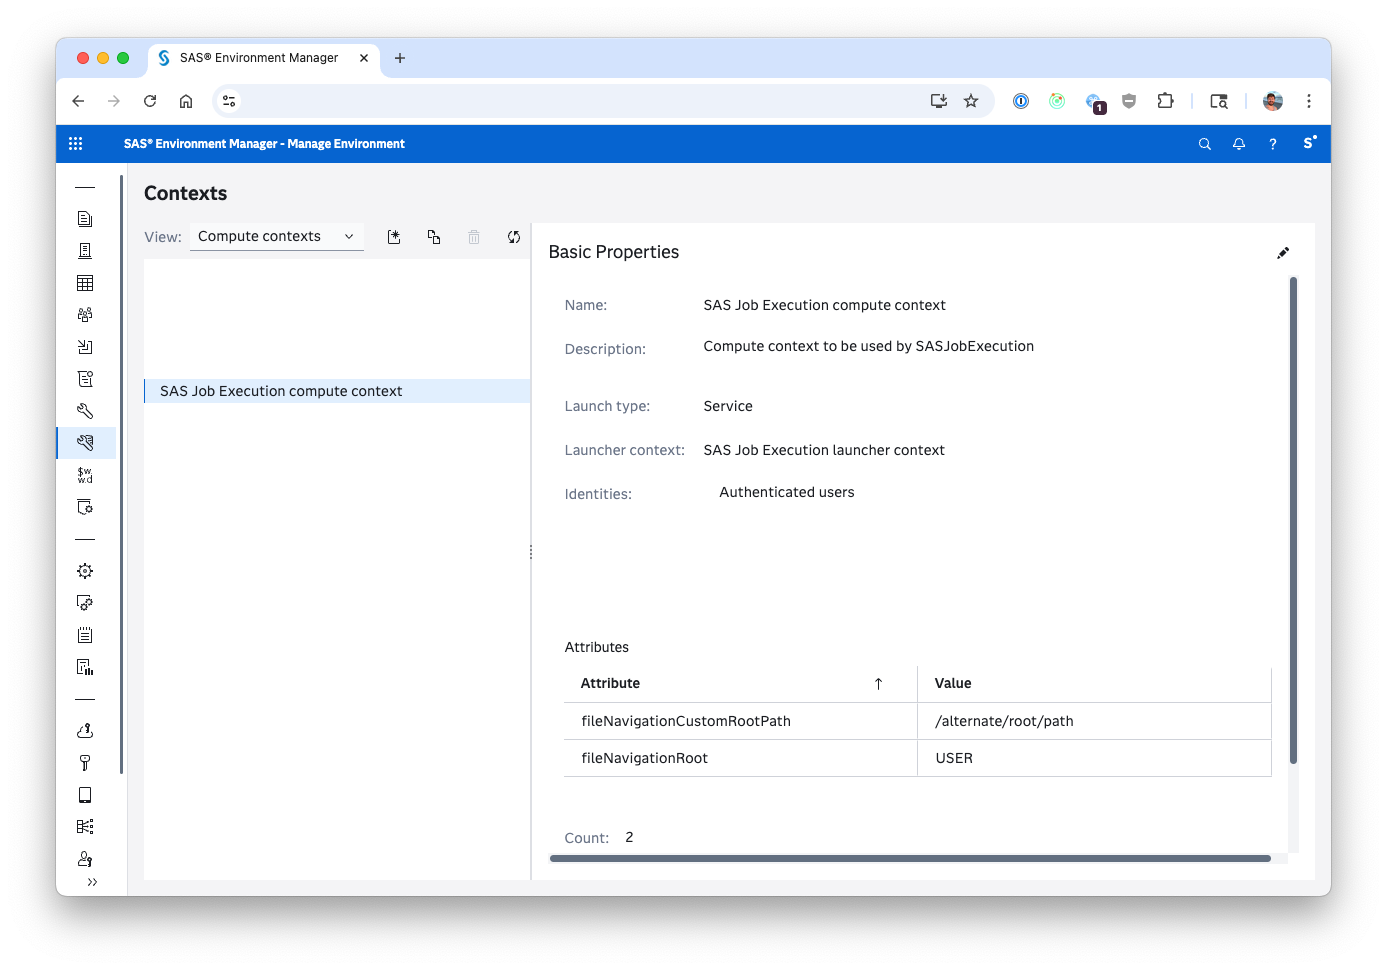 SAS® Environment Manager
1
SAS® Environment Manager - Manage Environment
?
S
Contexts
View: Compute contexts
SAS Job Execution compute context
$w.
w.d
Basic Properties
Name: SAS Job Execution compute context
Description: Compute context to be used by SASJobExecution
Launch type: Service
Launcher context: SAS Job Execution launcher context
Identities: Authenticated users
Attributes
Attribute ↑ Value
fileNavigationCustomRootPath /alternate/root/path
fileNavigationRoot USER
Count: 2